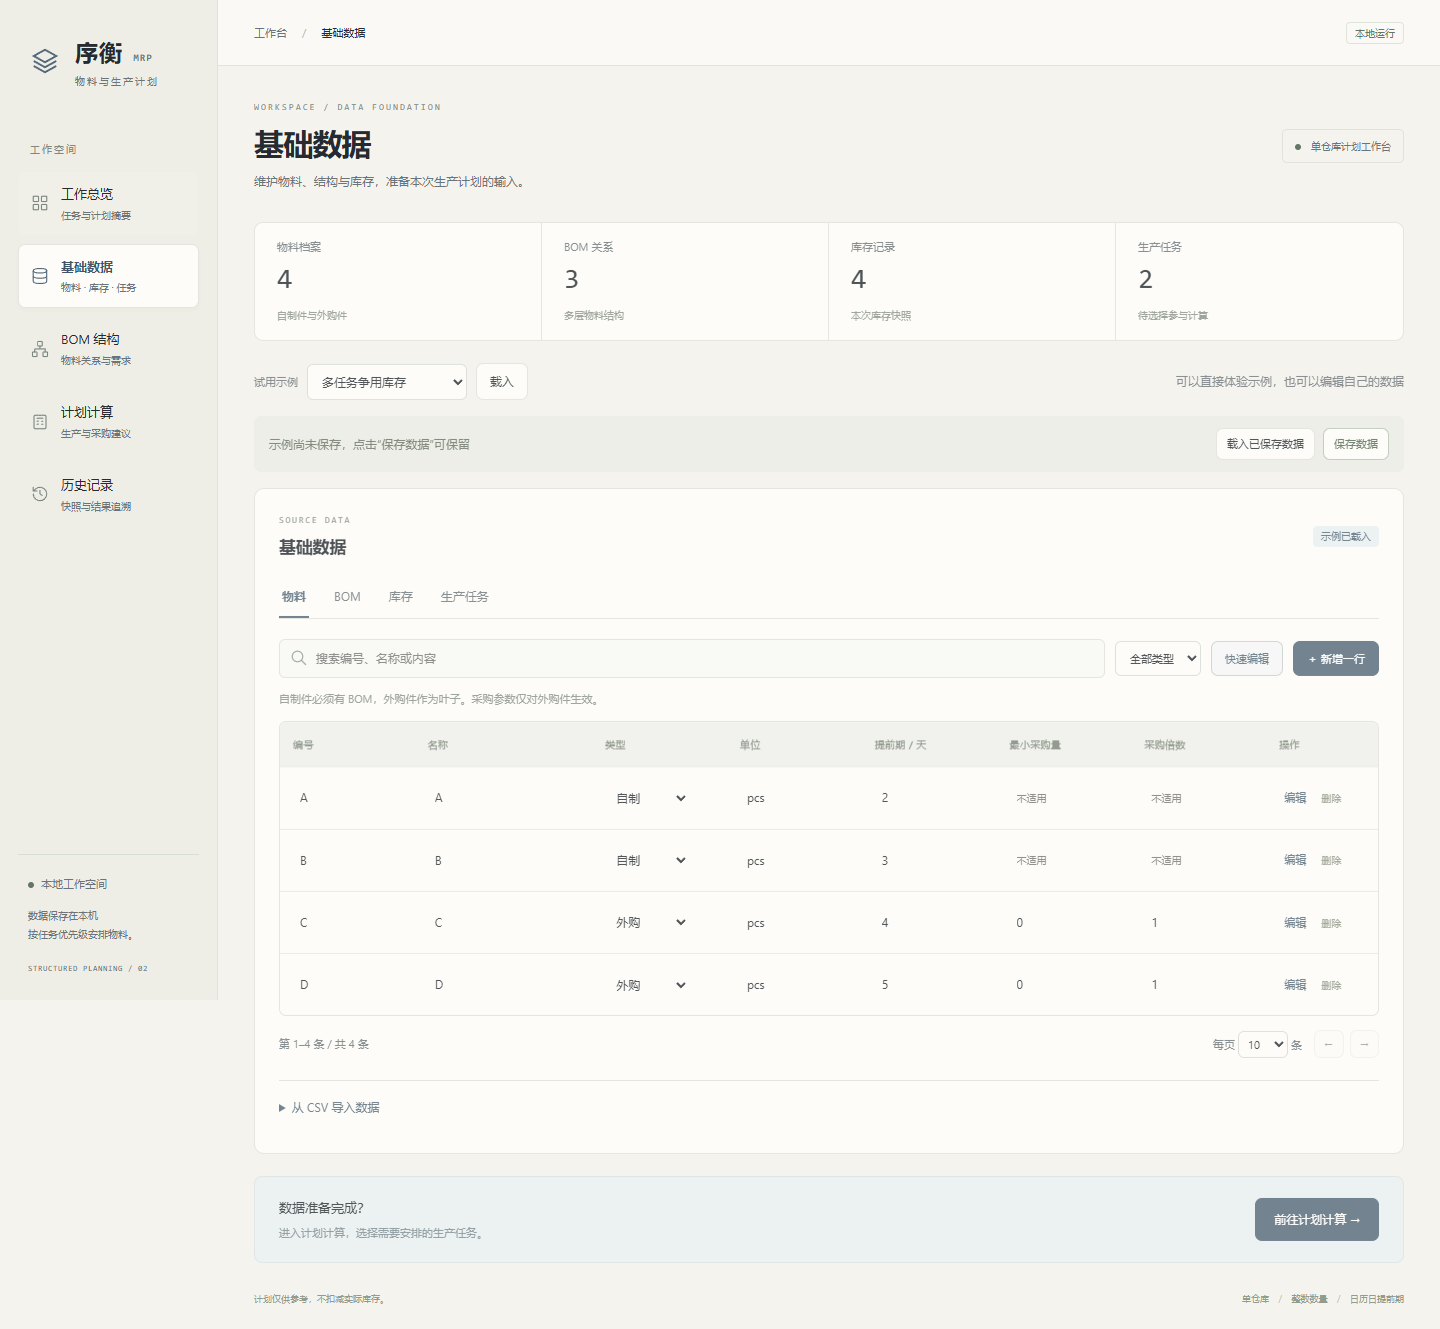 序衡 MRP
物料与生产计划
工作空间
工作总览
任务与计划摘要
基础数据
物料 · 库存 · 任务
BOM 结构
物料关系与需求
计划计算
生产与采购建议
历史记录
快照与结果追溯
本地工作空间
数据保存在本机
按任务优先级安排物料。
STRUCTURED PLANNING / 02
工作台 / 基础数据
本地运行
WORKSPACE / DATA FOUNDATION
基础数据
维护物料、结构与库存，准备本次生产计划的输入。
单仓库计划工作台
物料档案
4
自制件与外购件
BOM 关系
3
多层物料结构
库存记录
4
本次库存快照
生产任务
2
待选择参与计算
试用示例 多任务争用库存 载入
可以直接体验示例，也可以编辑自己的数据
示例尚未保存，点击“保存数据”可保留
载入已保存数据 保存数据
SOURCE DATA
基础数据
示例已载入
物料 BOM 库存 生产任务
搜索编号、名称或内容 全部类型 快速编辑 + 新增一行
自制件必须有 BOM，外购件作为叶子。采购参数仅对外购件生效。
编号 名称 类型 单位 提前期 / 天 最小采购量 采购倍数 操作
A A 自制 pcs 2 不适用 不适用 编辑 删除
B B 自制 pcs 3 不适用 不适用 编辑 删除
C C 外购 pcs 4 0 1 编辑 删除
D D 外购 pcs 5 0 1 编辑 删除
第 1–4 条 / 共 4 条
每页 10 条 ← →
▶ 从 CSV 导入数据
数据准备完成？
进入计划计算，选择需要安排的生产任务。
前往计划计算 →
计划仅供参考，不扣减实际库存。
单仓库 / 整数数量 / 日历日提前期